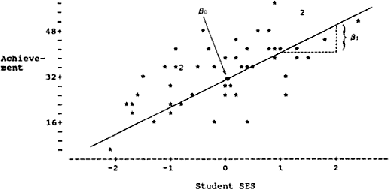 β₀
2
48+
β₁
Achieve-
ment
2
32
16+
-2 -1 0 1 2
Student SES